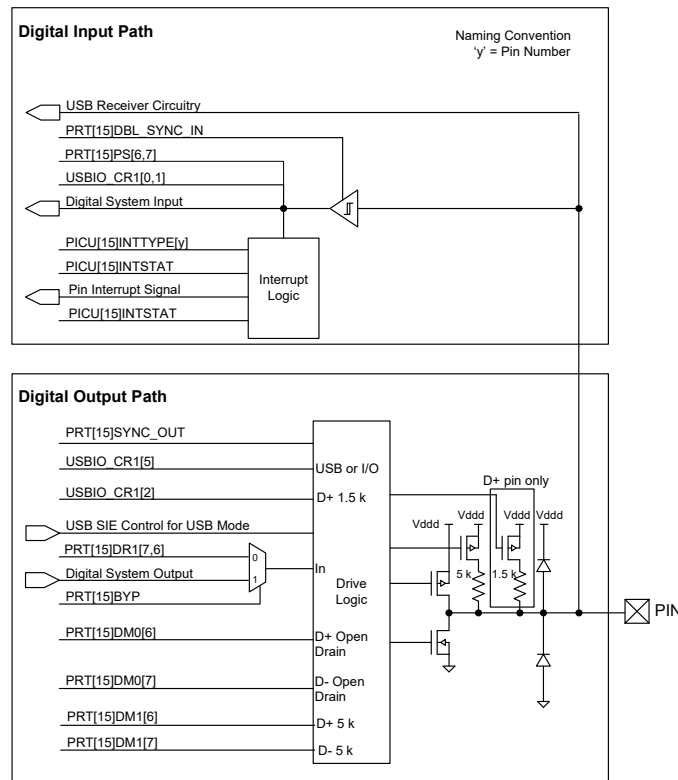 Digital Input Path
Naming Convention
'y' = Pin Number
USB Receiver Circuitry
PRT[15]DBL_SYNC_IN
PRT[15]PS[6,7]
USBIO_CR1[0,1]
Digital System Input
PICU[15]INTTYPE[y]
PICU[15]INTSTAT
Pin Interrupt Signal
PICU[15]INTSTAT
Interrupt
Logic
Digital Output Path
PRT[15]SYNC_OUT
USBIO_CR1[5]
USB or I/O
USBIO_CR1[2]
D+ 1.5 k
D+ pin only
USB SIE Control for USB Mode
Vddd
Vddd
Vddd
Vddd
PRT[15]DR1[7,6]
0
In
Digital System Output
1
PRT[15]BYP
Drive
Logic
5 k
1.5 k
PIN
PRT[15]DM0[6]
D+ Open
Drain
PRT[15]DM0[7]
D- Open
Drain
PRT[15]DM1[6]
D+ 5 k
PRT[15]DM1[7]
D- 5 k